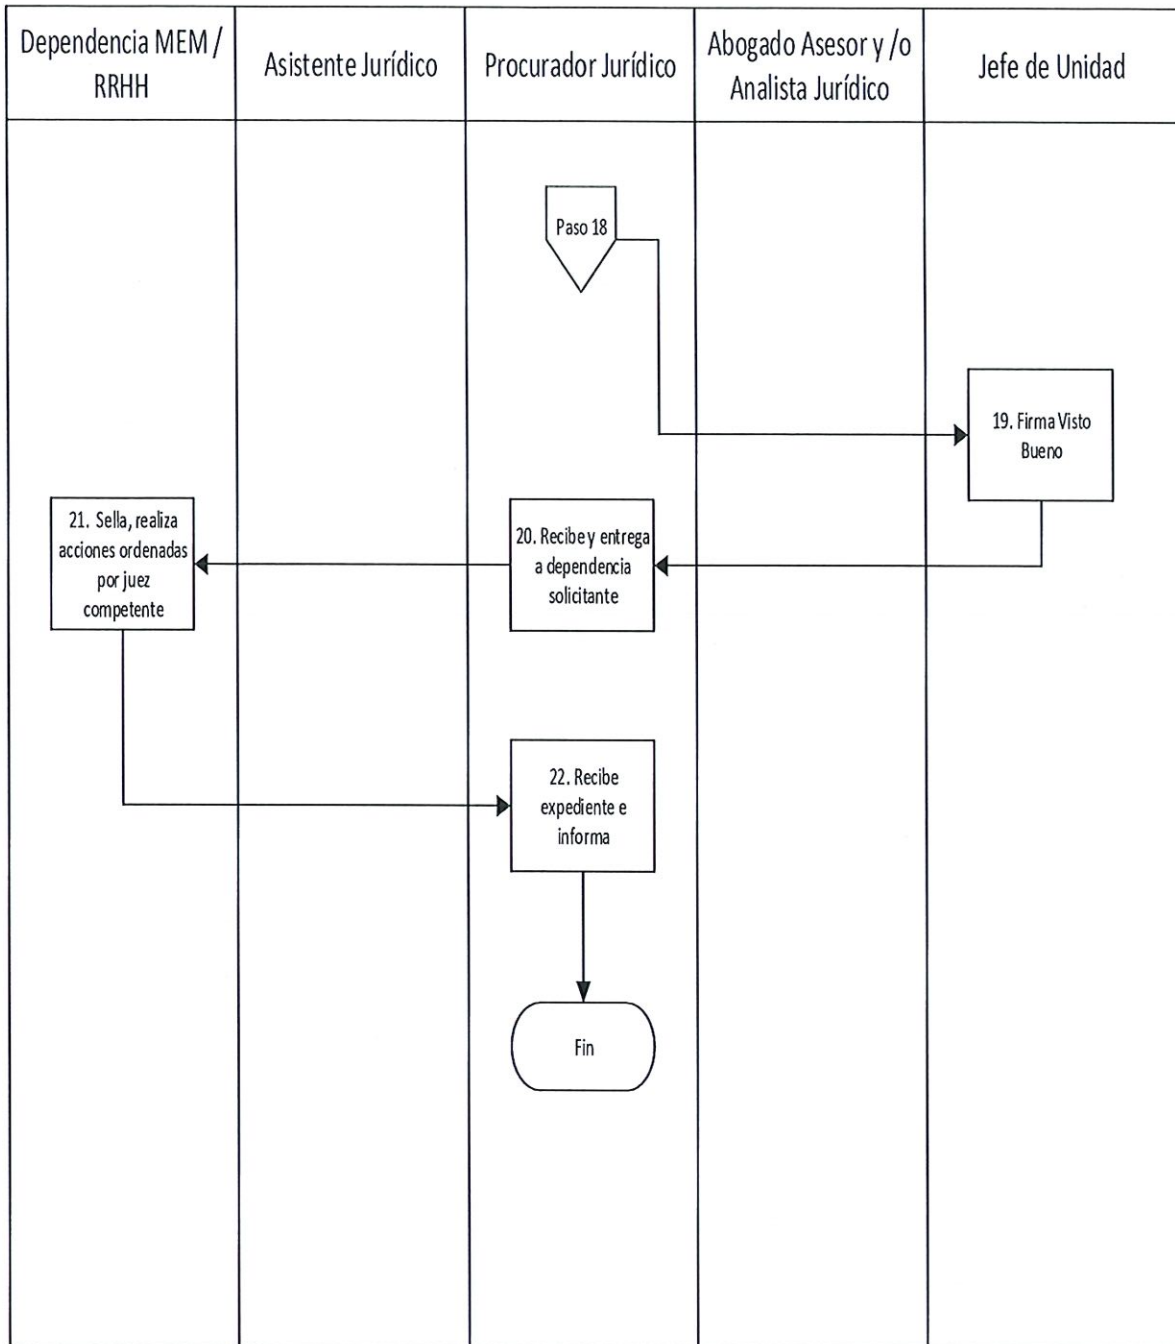 Dependencia MEM /
RRHH
Asistente Jurídico
Procurador Jurídico
Abogado Asesor y /o
Analista Jurídico
Jefe de Unidad
Paso 18
19. Firma Visto
Bueno
20. Recibe y entrega
a dependencia
solicitante
21. Sella, realiza
acciones ordenadas
por juez
competente
22. Recibe
expediente e
informa
Fin